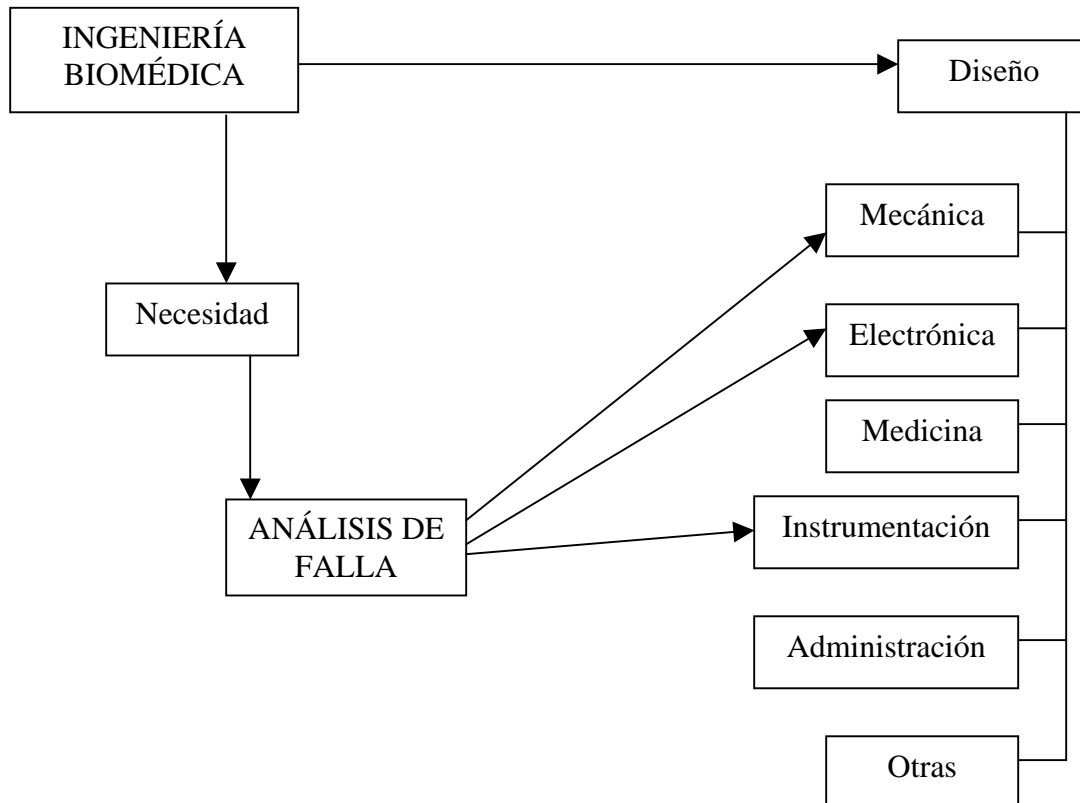 INGENIERÍA
BIOMÉDICA
Diseño
Mecánica
Necesidad
Electrónica
Medicina
ANÁLISIS DE
FALLA
Instrumentación
Administración
Otras